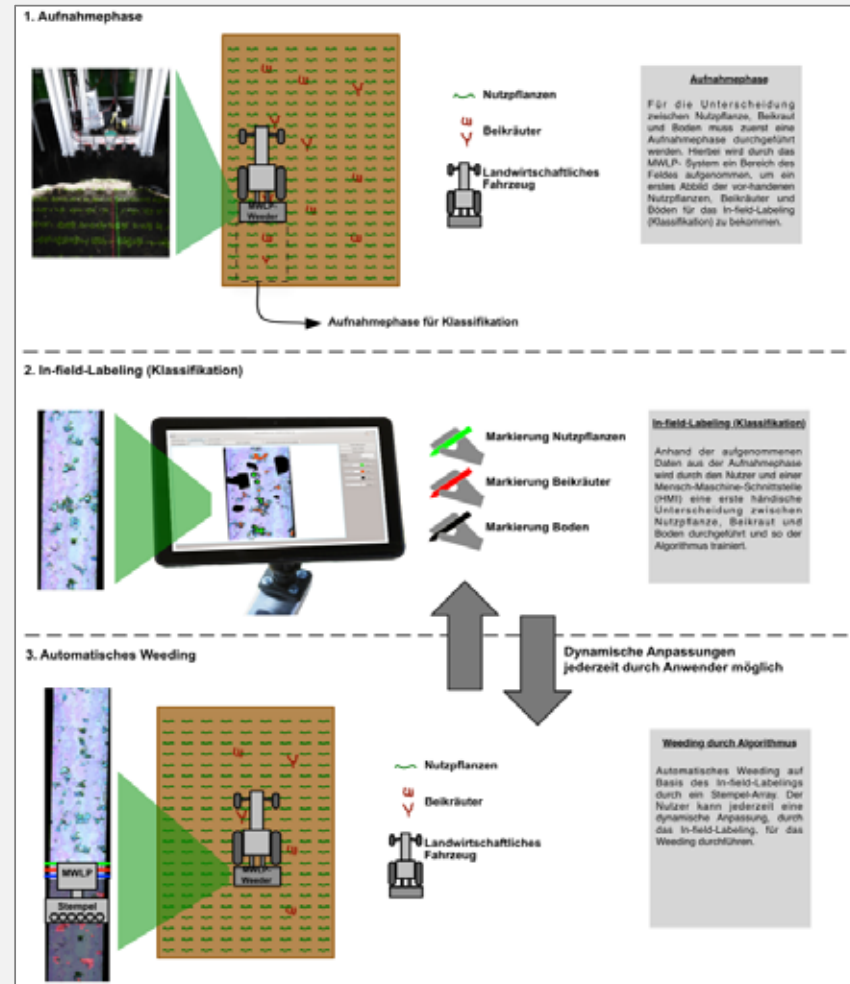 1. Aufnahmephase
Nutzpflanzen
Beikräuter
Landwirtschaftliches
Fahrzeug
MWLP-
Weeder
Aufnahmephase für Klassifikation
Aufnahmephase
Für die Unterscheidung
zwischen Nutzpflanze, Beikraut
und Boden muss zuerst eine
Aufnahmephase durchgeführt
werden. Hierbei wird durch das
MWLP- System ein Bereich des
Feldes aufgenommen, um ein
erstes Abbild der vor-handenen
Nutzpflanzen, Beikräuter und
Böden für das In-field-Labeling
(Klassifikation) zu bekommen.
2. In-field-Labeling (Klassifikation)
Markierung Nutzpflanzen
Markierung Beikräuter
Markierung Boden
In-field-Labeling (Klassifikation)
Anhand der aufgenommenen
Daten aus der Aufnahmephase
wird durch den Nutzer und einer
Mensch-Maschine-Schnittstelle
(HMI) eine erste händische
Unterscheidung zwischen
Nutzpflanze, Beikraut und
Boden durchgeführt und so der
Algorithmus trainiert.
Dynamische Anpassungen
jederzeit durch Anwender möglich
3. Automatisches Weeding
MWLP
Stempel
MWLP-
Weeder
Nutzpflanzen
Beikräuter
Landwirtschaftliches
Fahrzeug
Weeding durch Algorithmus
Automatisches Weeding auf
Basis des In-field-Labelings
durch ein Stempel-Array. Der
Nutzer kann jederzeit eine
dynamische Anpassung, durch
das In-field-Labeling, für das
Weeding durchführen.